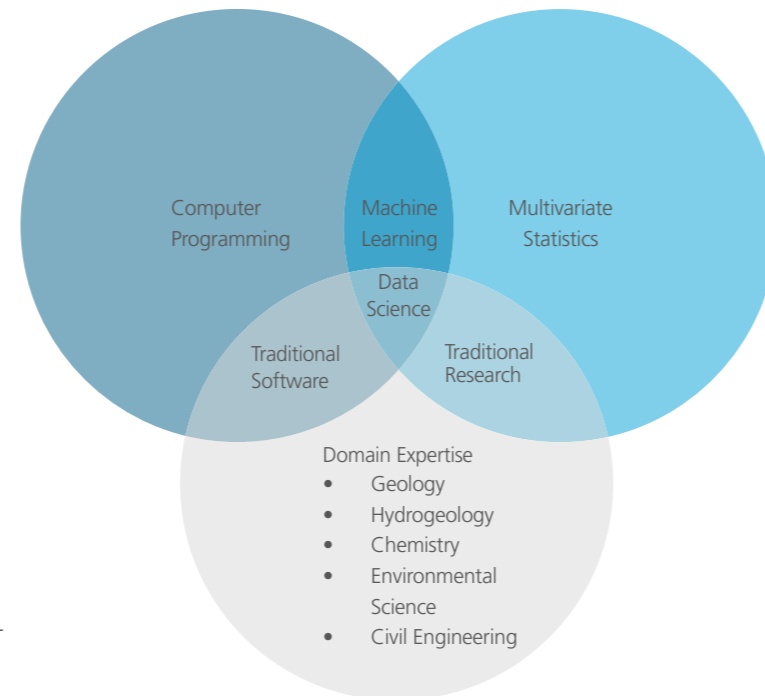 Computer
Programming
Machine
Learning
Multivariate
Statistics
Data
Science
Traditional
Software
Traditional
Research
Domain Expertise
• Geology
• Hydrogeology
• Chemistry
• Environmental
Science
• Civil Engineering